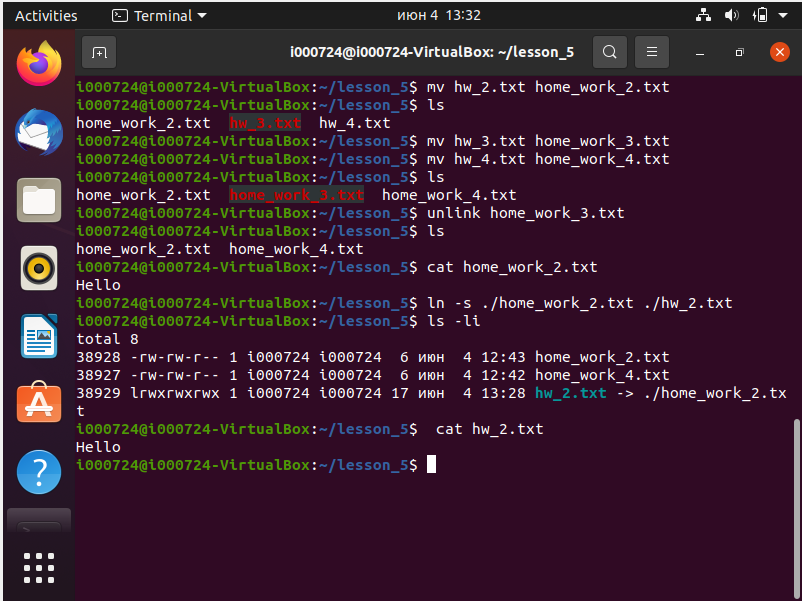 Activities Terminal июн 4 13:32
i000724@i000724-VirtualBox: ~/lesson_5
i000724@i000724-VirtualBox:~/lesson_5$ mv hw_2.txt home_work_2.txt
i000724@i000724-VirtualBox:~/lesson_5$ ls
home_work_2.txt  hw_3.txt  hw_4.txt
i000724@i000724-VirtualBox:~/lesson_5$ mv hw_3.txt home_work_3.txt
i000724@i000724-VirtualBox:~/lesson_5$ mv hw_4.txt home_work_4.txt
i000724@i000724-VirtualBox:~/lesson_5$ ls
home_work_2.txt  home_work_3.txt  home_work_4.txt
i000724@i000724-VirtualBox:~/lesson_5$ unlink home_work_3.txt
i000724@i000724-VirtualBox:~/lesson_5$ ls
home_work_2.txt  home_work_4.txt
i000724@i000724-VirtualBox:~/lesson_5$ cat home_work_2.txt
Hello
i000724@i000724-VirtualBox:~/lesson_5$ ln -s ./home_work_2.txt ./hw_2.txt
i000724@i000724-VirtualBox:~/lesson_5$ ls -li
total 8
38928 -rw-rw-r-- 1 i000724 i000724  6 июн  4 12:43 home_work_2.txt
38927 -rw-rw-r-- 1 i000724 i000724  6 июн  4 12:42 home_work_4.txt
38929 lrwxrwxrwx 1 i000724 i000724 17 июн  4 13:28 hw_2.txt -> ./home_work_2.tx
t
i000724@i000724-VirtualBox:~/lesson_5$  cat hw_2.txt
Hello
i000724@i000724-VirtualBox:~/lesson_5$